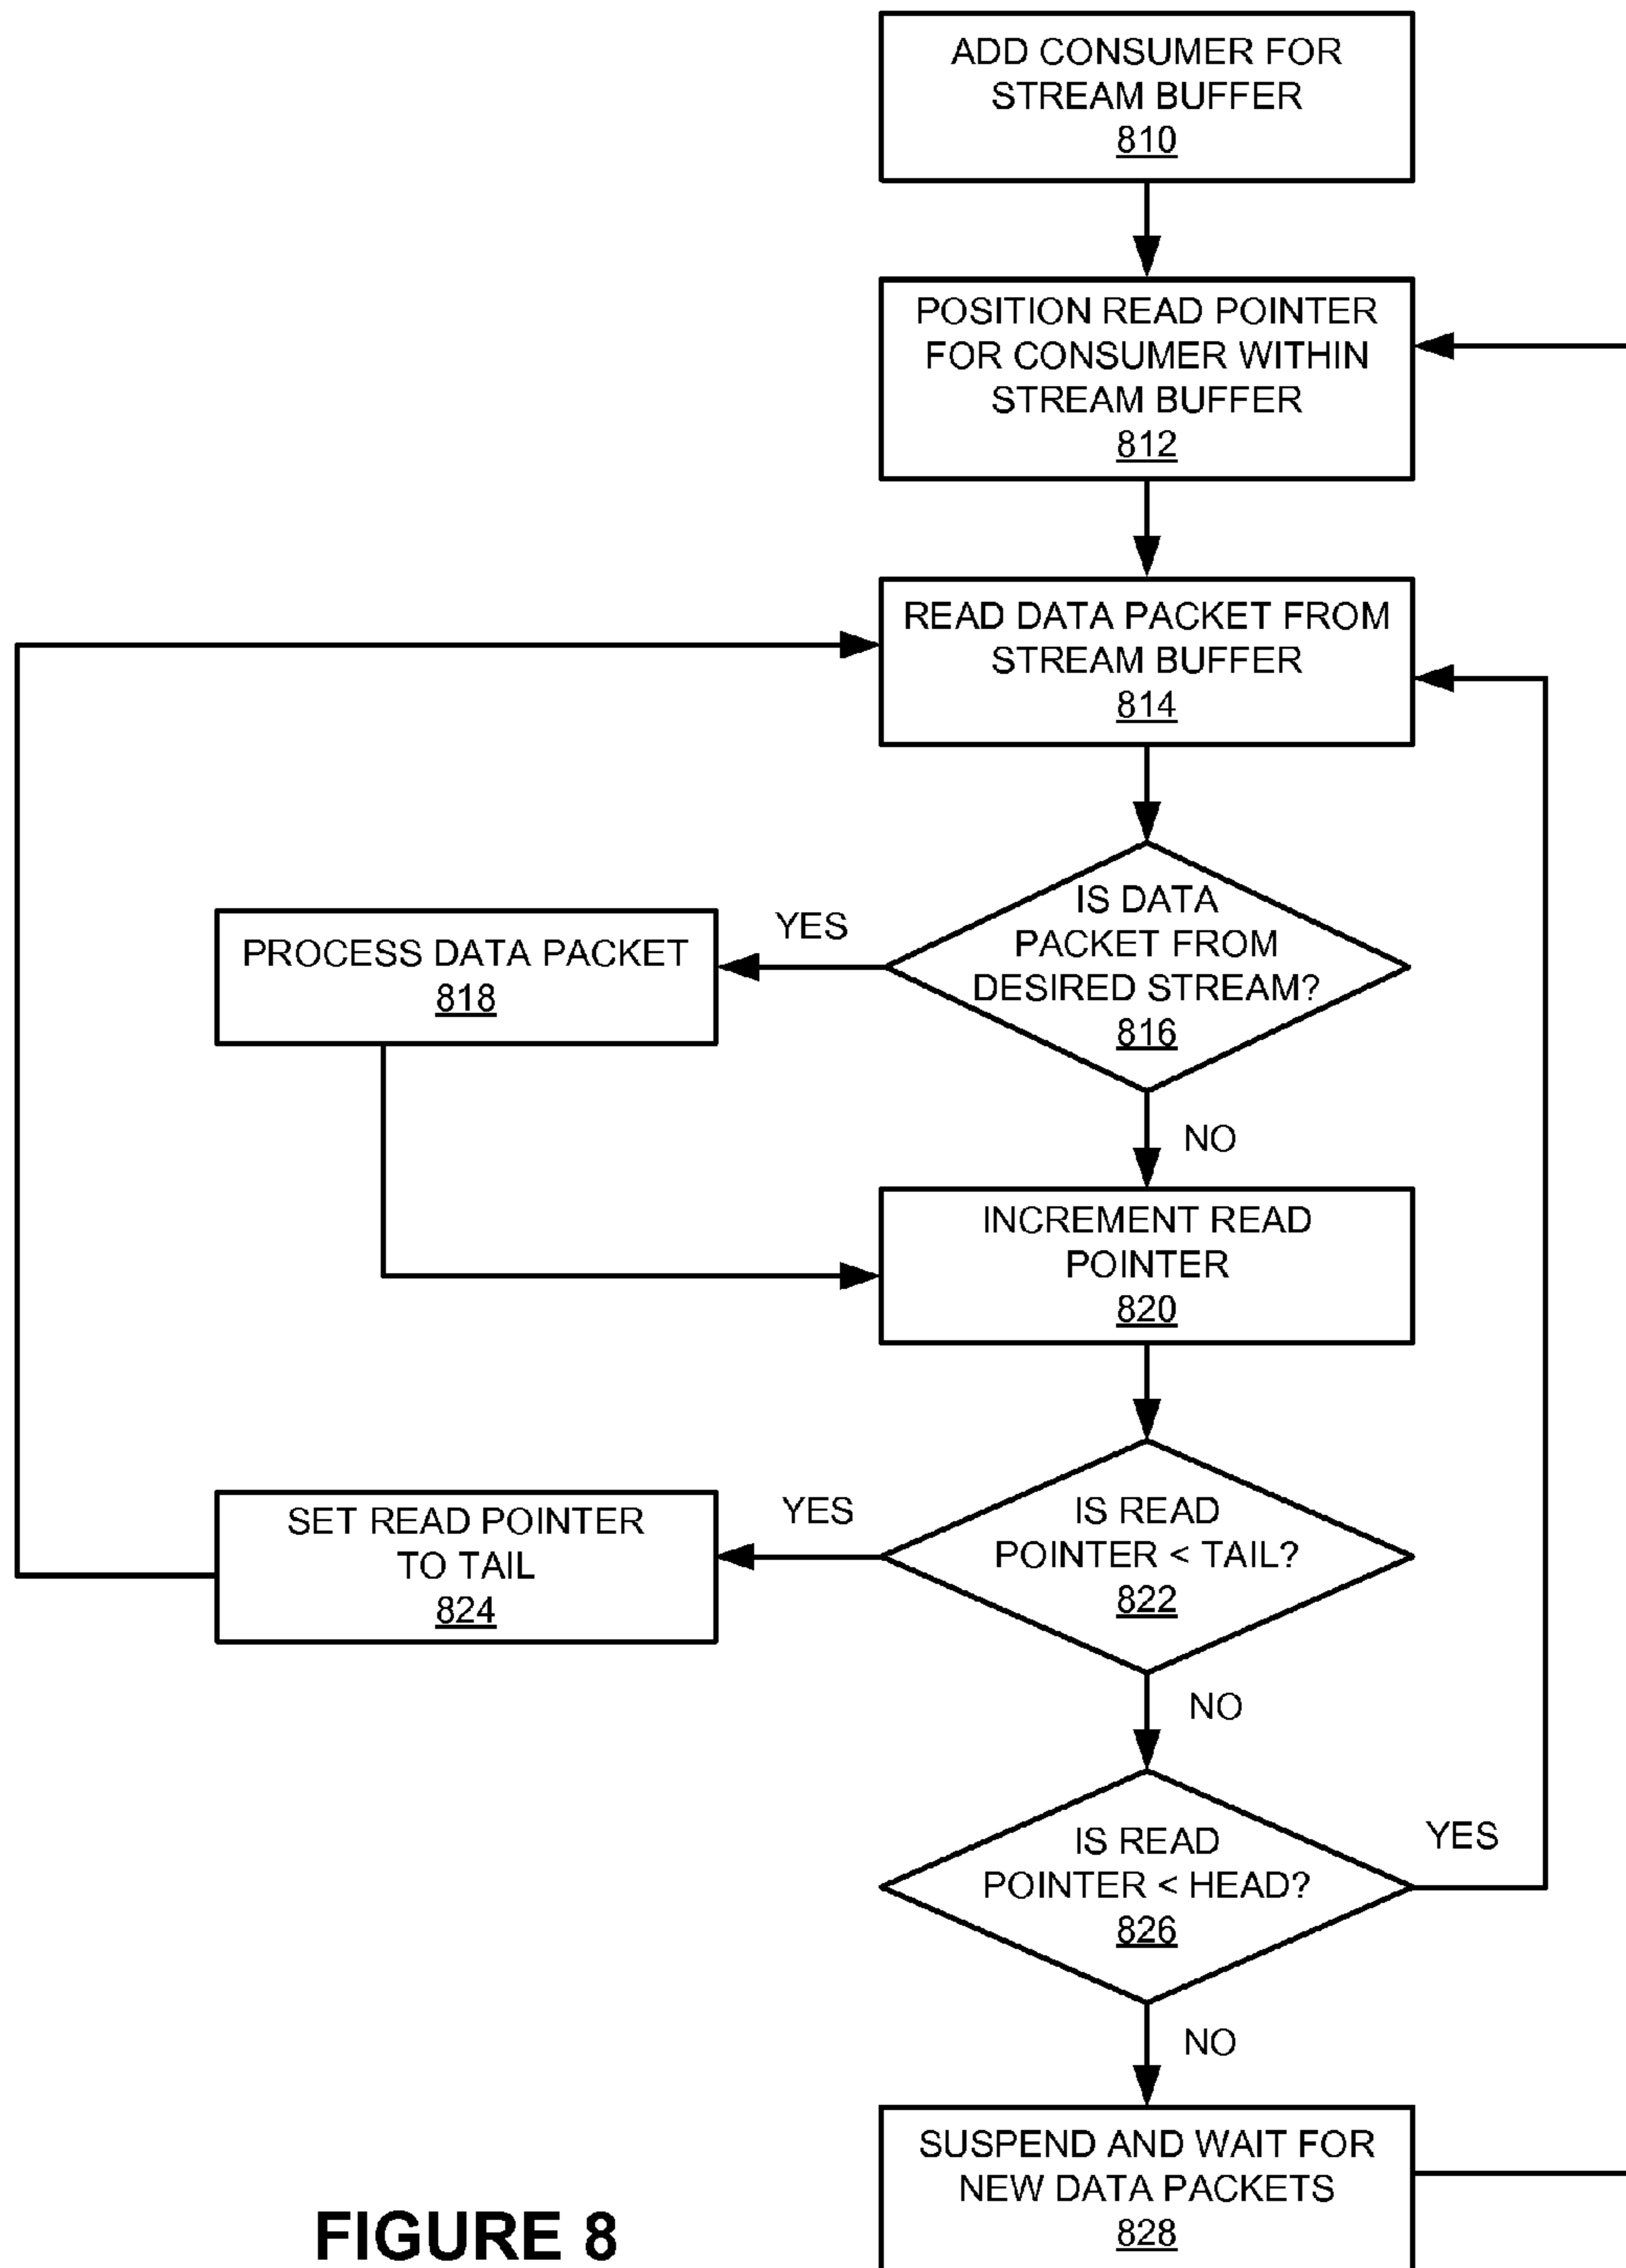 ADD CONSUMER FOR
STREAM BUFFER
810
POSITION READ POINTER
FOR CONSUMER WITHIN
STREAM BUFFER
812
READ DATA PACKET FROM
STREAM BUFFER
814
IS DATA
PACKET FROM
DESIRED STREAM?
816
YES
PROCESS DATA PACKET
818
NO
INCREMENT READ
POINTER
820
IS READ
POINTER < TAIL?
822
YES
SET READ POINTER
TO TAIL
824
NO
IS READ
POINTER < HEAD?
826
YES
NO
SUSPEND AND WAIT FOR
NEW DATA PACKETS
828
FIGURE 8